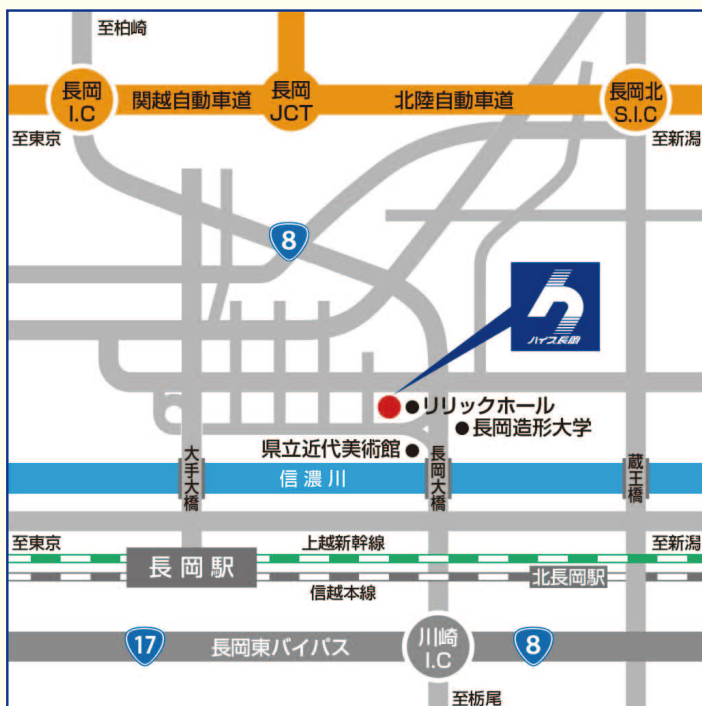 至柏崎
長岡
I.C
関越自動車道
長岡
JCT
北陸自動車道
長岡北
S.I.C
至東京
至新潟
8
ハイブ長岡
リリックホール
長岡造形大学
県立近代美術館
大手大橋
信濃川
長岡大橋
蔵王橋
至東京
上越新幹線
至新潟
長岡駅
北長岡駅
信越本線
17
長岡東バイパス
川崎
I.C
8
至栃尾